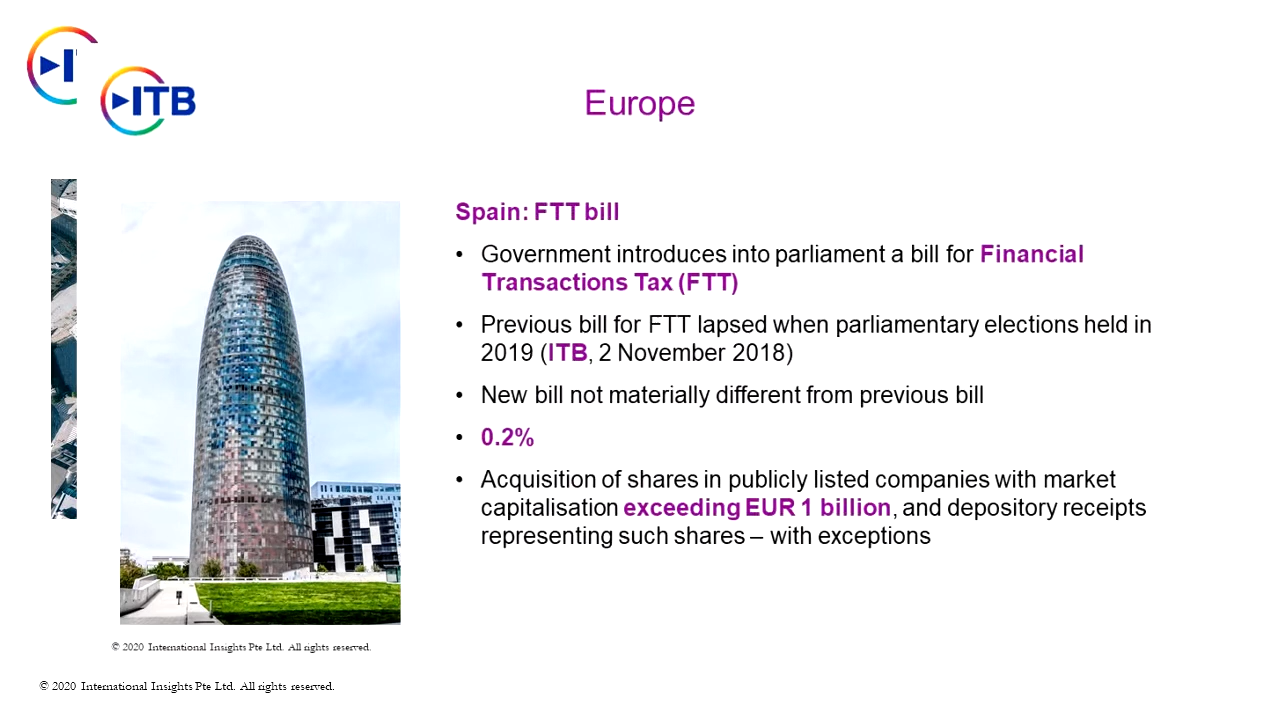 I
ITB
Europe
Spain: FTT bill
• Government introduces into parliament a bill for Financial
Transactions Tax (FTT)
• Previous bill for FTT lapsed when parliamentary elections held in
2019 (ITB, 2 November 2018)
• New bill not materially different from previous bill
• 0.2%
• Acquisition of shares in publicly listed companies with market
capitalisation exceeding EUR 1 billion, and depository receipts
representing such shares – with exceptions
© 2020 International Insights Pte Ltd. All rights reserved.
© 2020 International Insights Pte Ltd. All rights reserved.